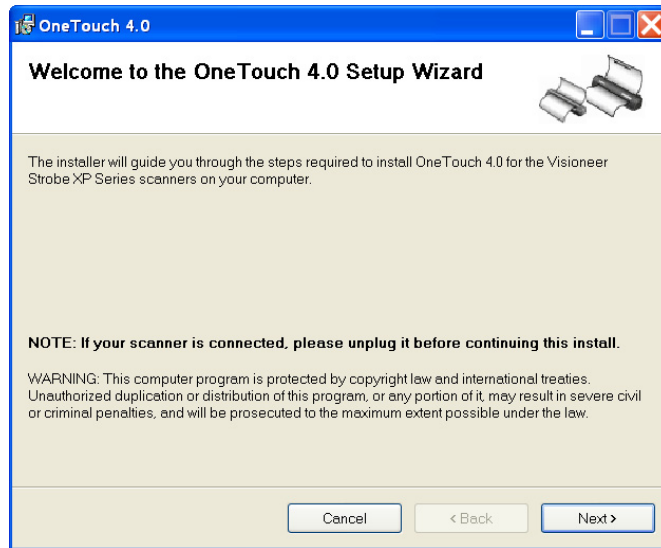 OneTouch 4.0
Welcome to the OneTouch 4.0 Setup Wizard
The installer will guide you through the steps required to install OneTouch 4.0 for the Visioneer
Strobe XP Series scanners on your computer.
NOTE: If your scanner is connected, please unplug it before continuing this install.
WARNING: This computer program is protected by copyright law and international treaties.
Unauthorized duplication or distribution of this program, or any portion of it, may result in severe civil
or criminal penalties, and will be prosecuted to the maximum extent possible under the law.
Cancel < Back Next >